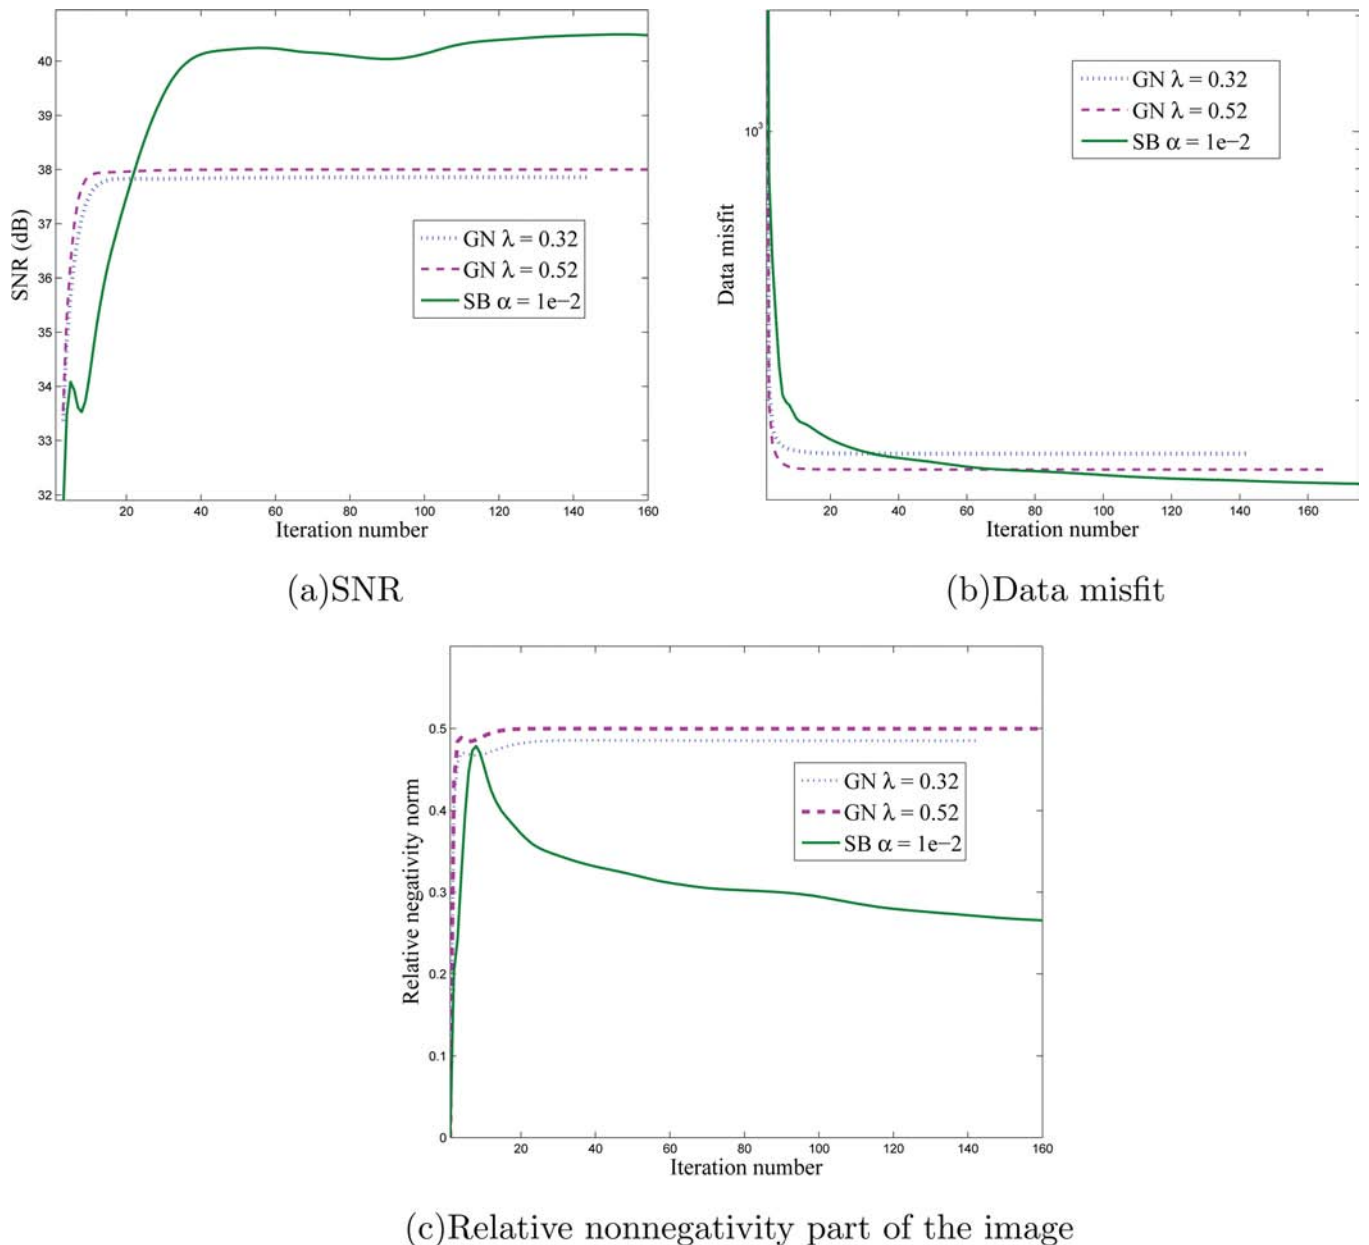 40
39
38
37
36
35
34
33
32
SNR (dB)
GN λ = 0.32
GN λ = 0.52
SB α = 1e−2
20 40 60 80 100 120 140 160
Iteration number
(a)SNR
10³
Data misfit
GN λ = 0.32
GN λ = 0.52
SB α = 1e−2
20 40 60 80 100 120 140 160
Iteration number
(b)Data misfit
0.5
0.4
0.3
0.2
0.1
0
Relative negativity norm
GN λ = 0.32
GN λ = 0.52
SB α = 1e−2
20 40 60 80 100 120 140 160
Iteration number
(c)Relative nonnegativity part of the image